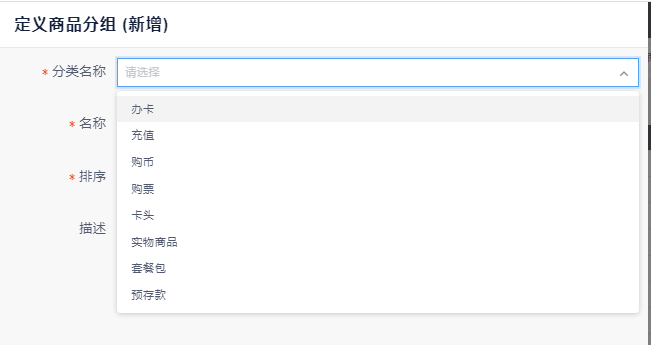 定义商品分组 (新增)
* 分类名称 请选择
办卡
* 名称
充值
购币
* 排序
购票
卡头
描述
实物商品
套餐包
预存款